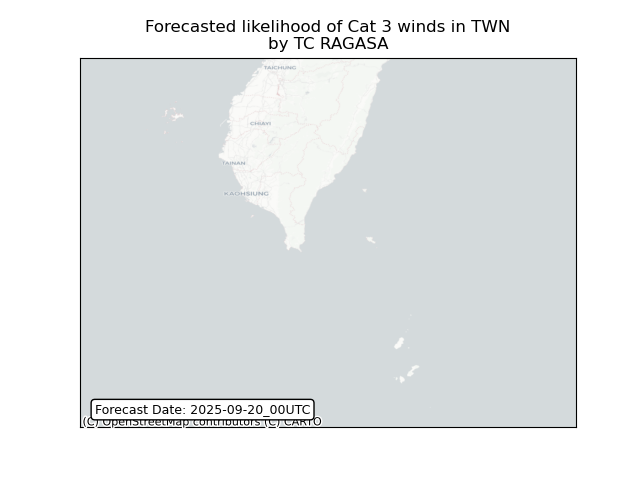 Forecasted likelihood of Cat 3 winds in TWN
by TC RAGASA
TAICHUNG
CHIAYI
TAINAN
KAOHSIUNG
Forecast Date: 2025-09-20_00UTC
(C) OpenStreetMap contributors (C) CARTO